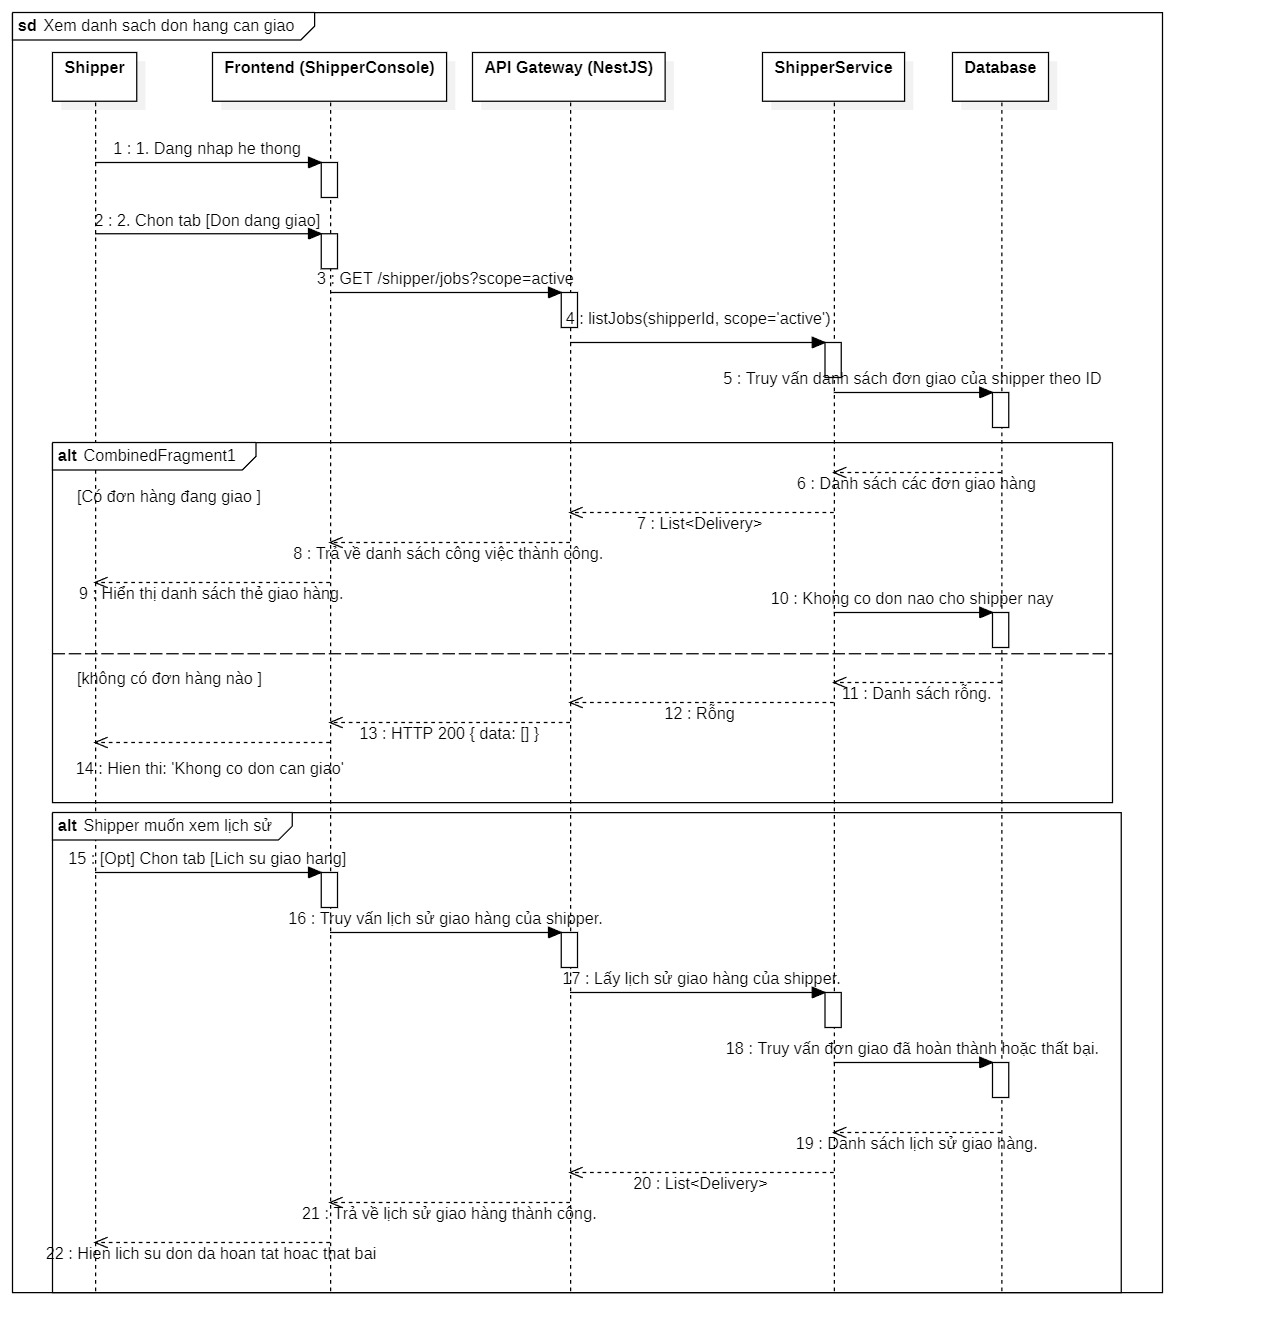 sd Xem danh sach don hang can giao
Shipper
Frontend (ShipperConsole)
API Gateway (NestJS)
ShipperService
Database
1 : 1. Dang nhap he thong
2 : 2. Chon tab [Don dang giao]
3 : GET /shipper/jobs?scope=active
4 : listJobs(shipperId, scope='active')
5 : Truy vấn danh sách đơn giao của shipper theo ID
alt CombinedFragment1
[Có đơn hàng đang giao ]
6 : Danh sách các đơn giao hàng
7 : List<Delivery>
8 : Trả về danh sách công việc thành công.
9 : Hiển thị danh sách thẻ giao hàng.
10 : Khong co don nao cho shipper nay
[không có đơn hàng nào ]
11 : Danh sách rỗng.
12 : Rỗng
13 : HTTP 200 { data: [] }
14 : Hien thi: 'Khong co don can giao'
alt Shipper muốn xem lịch sử
15 : [Opt] Chon tab [Lich su giao hang]
16 : Truy vấn lịch sử giao hàng của shipper.
17 : Lấy lịch sử giao hàng của shipper.
18 : Truy vấn đơn giao đã hoàn thành hoặc thất bại.
19 : Danh sách lịch sử giao hàng.
20 : List<Delivery>
21 : Trả về lịch sử giao hàng thành công.
22 : Hien lich su don da hoan tat hoac that bai